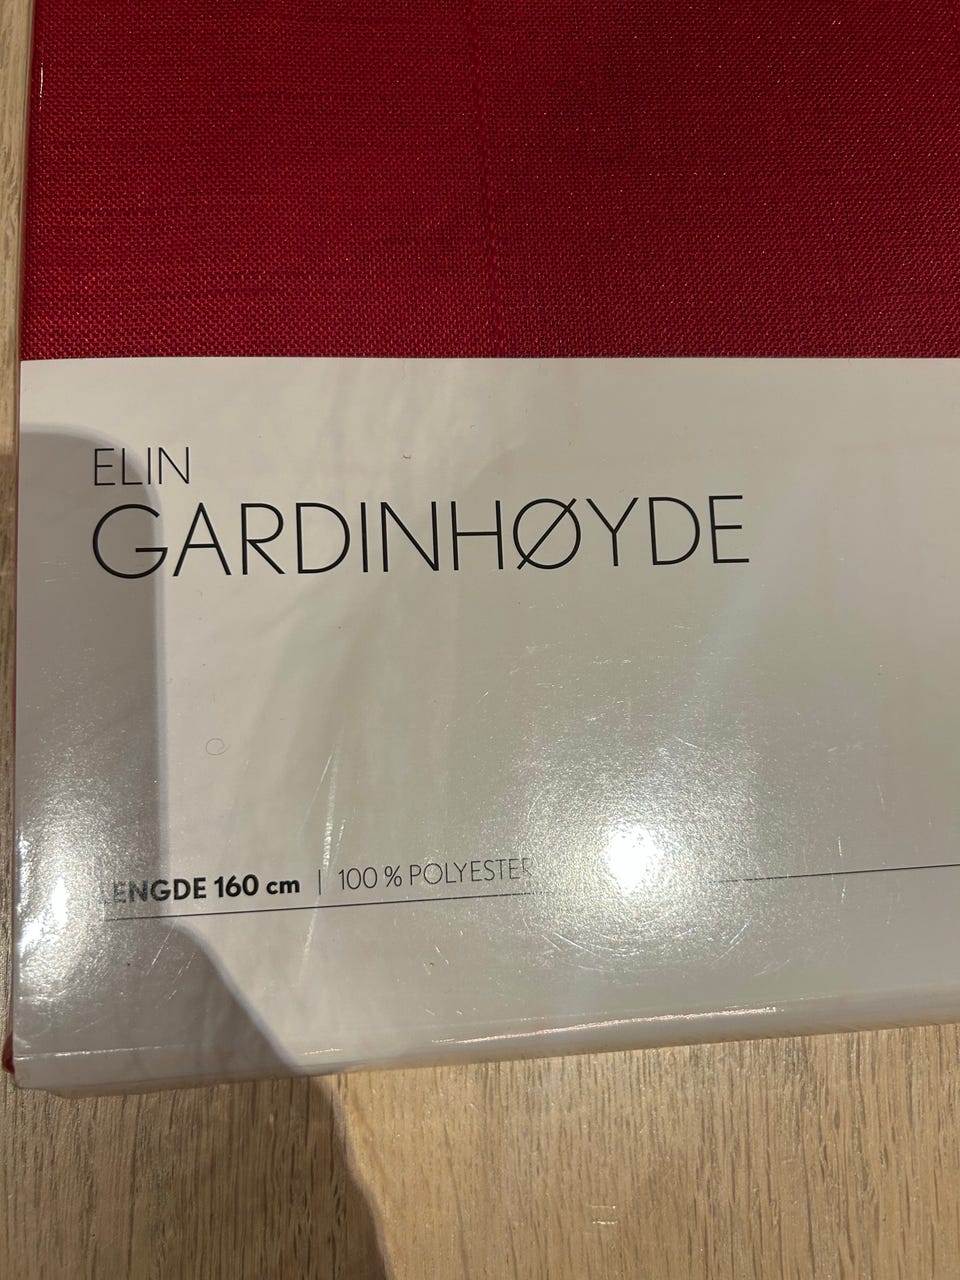 ELIN
GARDINHØYDE
LENGDE 160 cm | 100 % POLYESTER